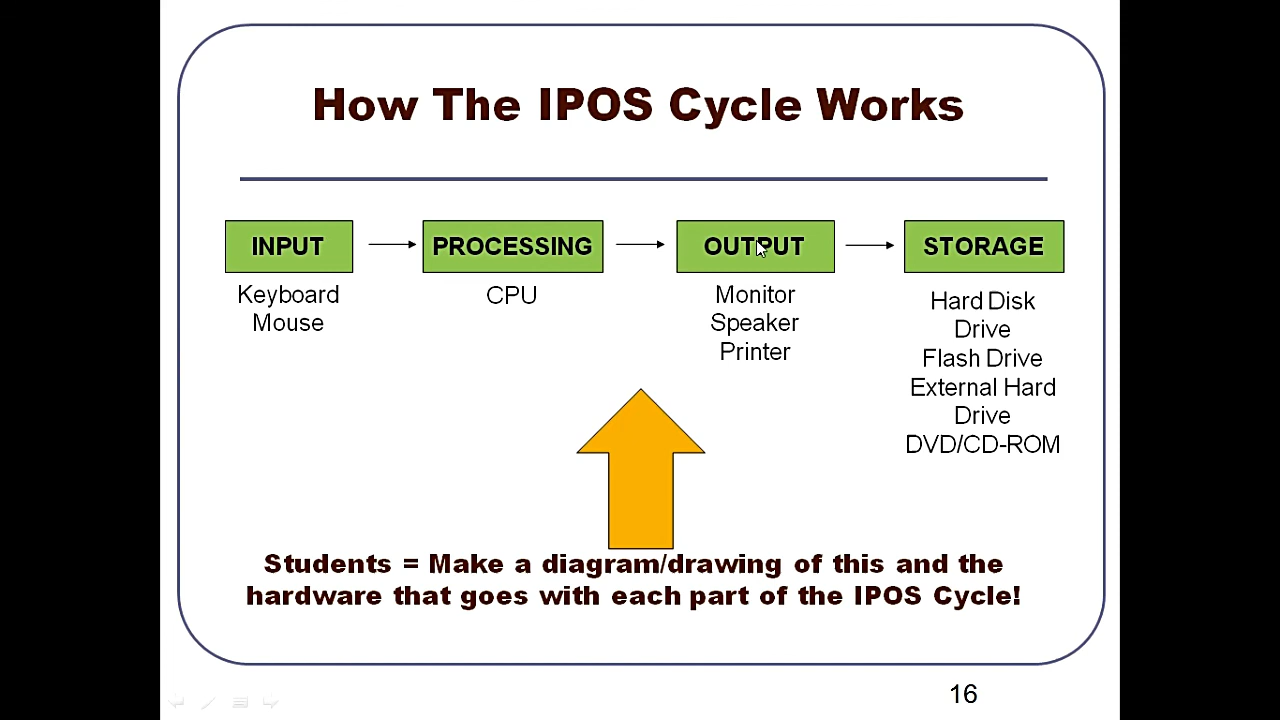 How The IPOS Cycle Works
INPUT
Keyboard
Mouse
PROCESSING
CPU
OUTPUT
Monitor
Speaker
Printer
STORAGE
Hard Disk
Drive
Flash Drive
External Hard
Drive
DVD/CD-ROM
Students = Make a diagram/drawing of this and the
hardware that goes with each part of the IPOS Cycle!
16